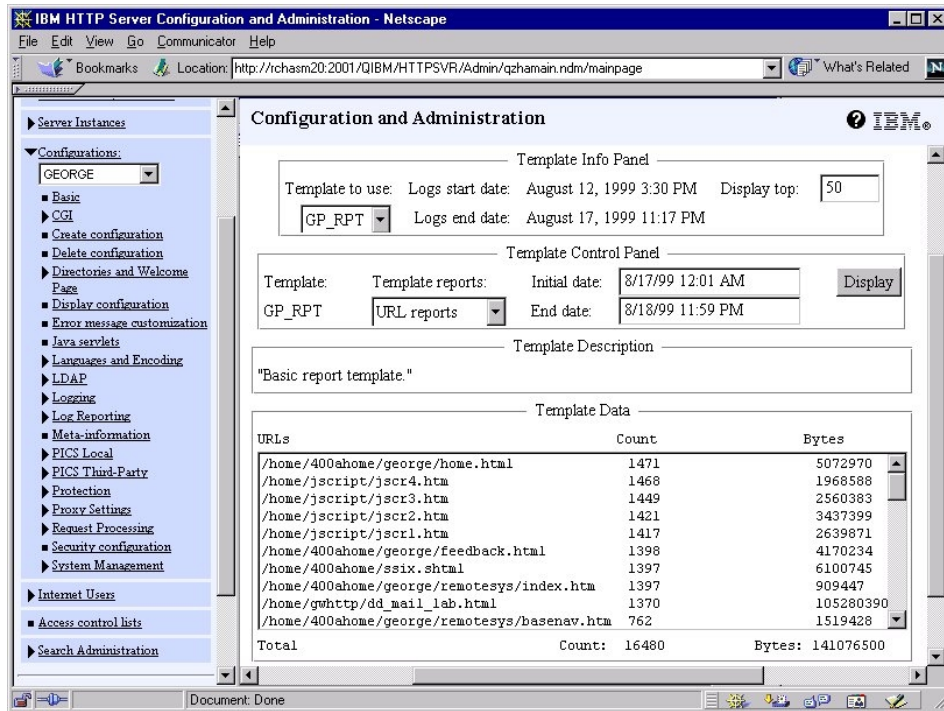 IBM HTTP Server Configuration and Administration - Netscape
File Edit View Go Communicator Help
Bookmarks Location: http://rchasm20:2001/QIBM/HTTPSVR/Admin/qzhamain.ndm/mainpage What's Related N
Server Instances
Configurations:
GEORGE
Basic
CGI
Create configuration
Delete configuration
Directories and Welcome
Page
Display configuration
Error message customization
Java servlets
Languages and Encoding
LDAP
Logging
Log Reporting
Meta-information
PICS Local
PICS Third-Party
Protection
Proxy Settings
Request Processing
Security configuration
System Management
Internet Users
Access control lists
Search Administration
Configuration and Administration ? IBM®
Template Info Panel
Template to use: Logs start date: August 12, 1999 3:30 PM Display top: 50
GP_RPT Logs end date: August 17, 1999 11:17 PM
Template Control Panel
Template: Template reports: Initial date: 8/17/99 12:01 AM Display
GP_RPT URL reports End date: 8/18/99 11:59 PM
Template Description
"Basic report template."
Template Data
URLs Count Bytes
/home/400ahome/george/home.html 1471 5072970
/home/jscript/jscr4.htm 1468 1968588
/home/jscript/jscr3.htm 1449 2560383
/home/jscript/jscr2.htm 1421 3437399
/home/jscript/jscr1.htm 1417 2639871
/home/400ahome/george/feedback.html 1398 4170234
/home/400ahome/ssix.shtml 1397 6100745
/home/400ahome/george/remotesys/index.htm 1397 909447
/home/gwhttp/dd_mail_lab.html 1370 105280390
/home/400ahome/george/remotesys/basenav.htm 762 1519428
Total Count: 16480 Bytes: 141076500
Document: Done